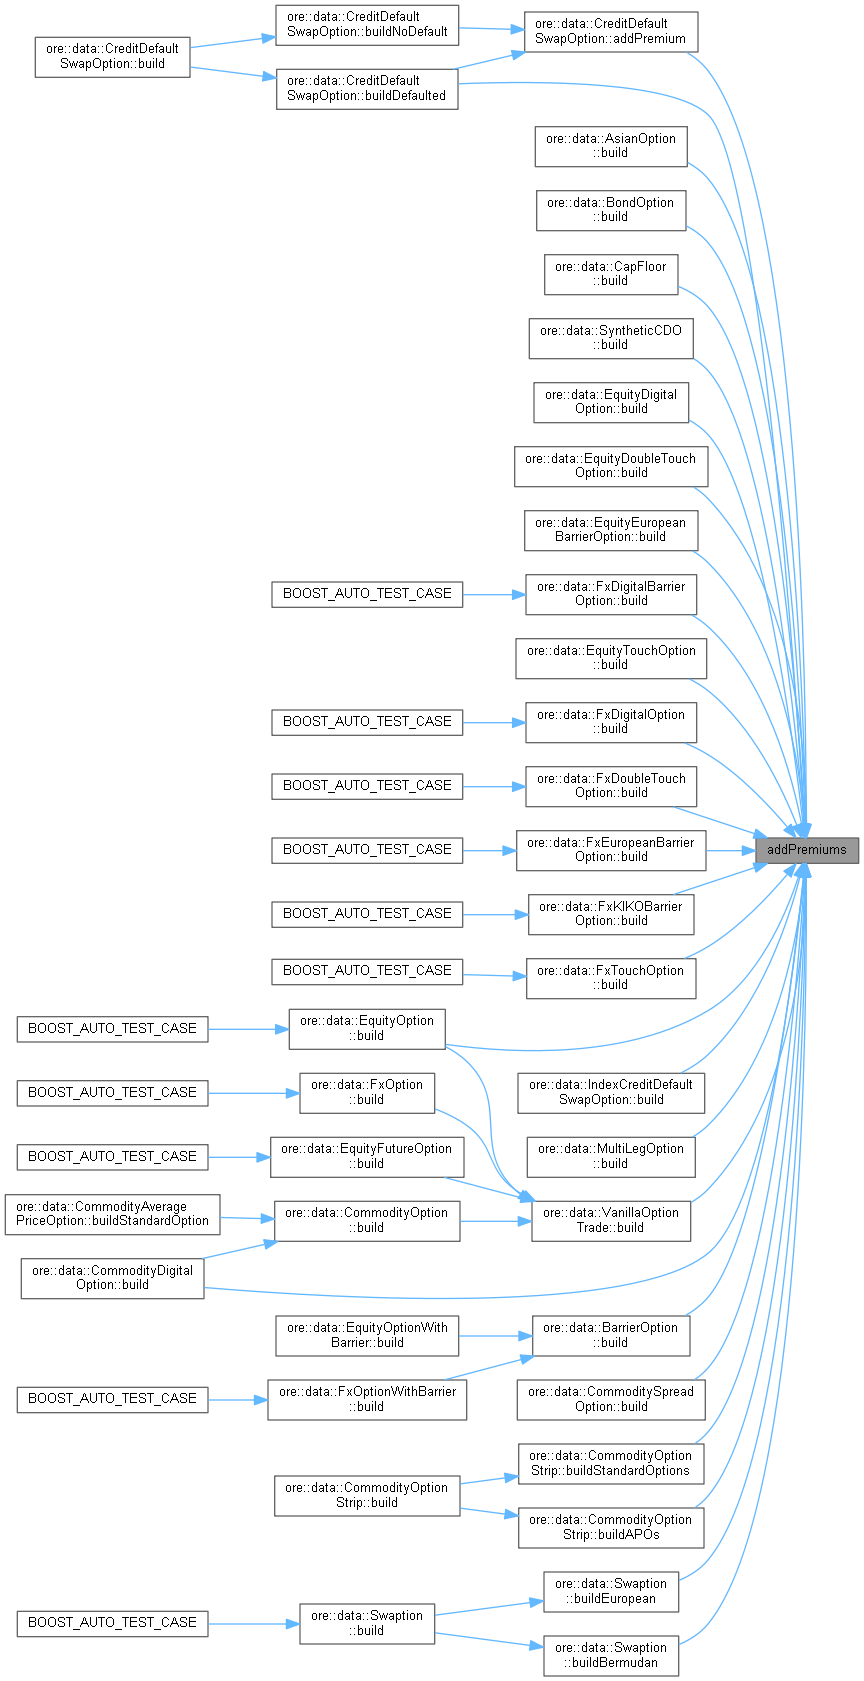 ore::data::CreditDefault
SwapOption::build
ore::data::CreditDefault
SwapOption::buildNoDefault
ore::data::CreditDefault
SwapOption::buildDefaulted
ore::data::CreditDefault
SwapOption::addPremium
ore::data::AsianOption
::build
ore::data::BondOption
::build
ore::data::CapFloor
::build
ore::data::SyntheticCDO
::build
ore::data::EquityDigital
Option::build
ore::data::EquityDoubleTouch
Option::build
ore::data::EquityEuropean
BarrierOption::build
BOOST_AUTO_TEST_CASE
ore::data::FxDigitalBarrier
Option::build
ore::data::EquityTouchOption
::build
BOOST_AUTO_TEST_CASE
ore::data::FxDigitalOption
::build
BOOST_AUTO_TEST_CASE
ore::data::FxDoubleTouch
Option::build
BOOST_AUTO_TEST_CASE
ore::data::FxEuropeanBarrier
Option::build
addPremiums
BOOST_AUTO_TEST_CASE
ore::data::FxKIKOBarrier
Option::build
BOOST_AUTO_TEST_CASE
ore::data::FxTouchOption
::build
BOOST_AUTO_TEST_CASE
ore::data::EquityOption
::build
BOOST_AUTO_TEST_CASE
ore::data::FxOption
::build
ore::data::IndexCreditDefault
SwapOption::build
BOOST_AUTO_TEST_CASE
ore::data::EquityFutureOption
::build
ore::data::MultiLegOption
::build
ore::data::CommodityAverage
PriceOption::buildStandardOption
ore::data::CommodityOption
::build
ore::data::VanillaOption
Trade::build
ore::data::CommodityDigital
Option::build
ore::data::EquityOptionWith
Barrier::build
ore::data::BarrierOption
::build
BOOST_AUTO_TEST_CASE
ore::data::FxOptionWithBarrier
::build
ore::data::CommoditySpread
Option::build
ore::data::CommodityOption
Strip::build
ore::data::CommodityOption
Strip::buildStandardOptions
ore::data::CommodityOption
Strip::buildAPOs
BOOST_AUTO_TEST_CASE
ore::data::Swaption
::build
ore::data::Swaption
::buildEuropean
ore::data::Swaption
::buildBermudan